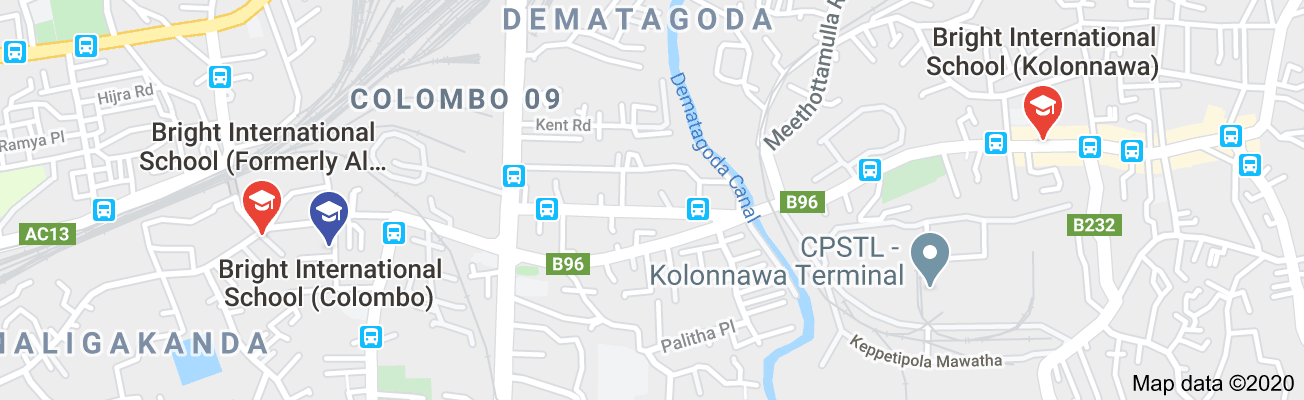 DEMATAGODA
Bright International
School (Kolonnawa)
Hijra Rd
COLOMBO 09
Kent Rd
Dematagoda Canal
Meethottamulla R
Ramya Pl
Bright International
School (Formerly Al...
B96
B232
AC13
CPSTL -
Kolonnawa Terminal
B96
Bright International
School (Colombo)
Palitha Pl
Keppetipola Mawatha
IALIGAKANDA
Map data ©2020